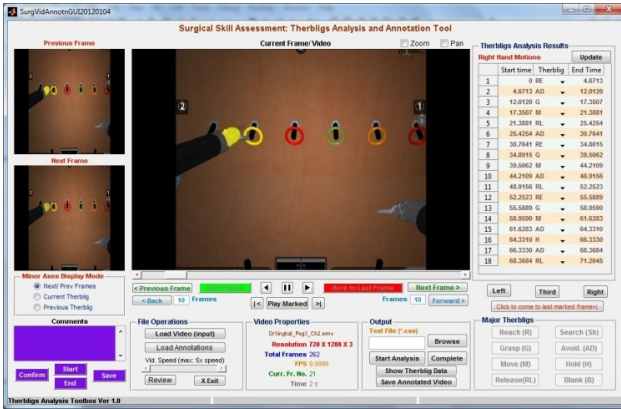 SurgVidAnnotnGUI20120104
Surgical Skill Assessment: Therbligs Analysis and Annotation Tool
Previous Frame
Current Frame/ Video
Zoom
Pan
2
1
Next Frame
Minor Axes Display Mode
Next/ Prev Frames
Current Therblig
Previous Therblig
Comments
Confirm
Start
End
Save
Therbligs Analysis Toolbox Ver 1.0
< Previous Frame
Next Frame >
Here to Last Frame
< Back
10
Frames
Frames
10
Forward >
|<
Play Marked
>|
File Operations
Load Video (input)
Load Annotations
Vid. Speed (max: 5x speed)
Review
X Exit
Video Properties
DrSinghat_Peg3_Ch2.wmv
Resolution 720 X 1280 X 3
Total Frames 262
Curr. Fr. No. 21
Time 2 s
Output
Text File (*.csv)
Browse
Start Analysis
Complete
Show Therblig Data
Save Annotated Video
Therbligs Analysis Results
Right Hand Motions
Update
Start time Therblig End Time
1 0 RE 4.6713
2 4.6713 AD 12.0120
3 12.0120 G 17.3507
4 17.3507 M 21.3881
5 21.3881 RL 25.4254
6 25.4254 AD 30.7641
7 30.7641 RE 34.8015
8 34.8015 G 39.5062
9 39.5062 M 44.2109
10 44.2109 AD 48.9156
11 48.9156 RL 52.2523
12 52.2523 RE 55.5889
13 55.5889 G 58.9590
14 58.9590 M 61.6283
15 61.6283 AD 64.3310
16 64.3310 H 66.3330
17 66.3330 AD 68.3684
18 68.3684 RL 71.2045
Left
Third
Right
Click to come to last marked frame<|
Major Therbligs
Reach (R)
Search (Sh)
Grasp (G)
Avoid. (AD)
Move (M)
Hold (H)
Release(RL)
Blank (B)